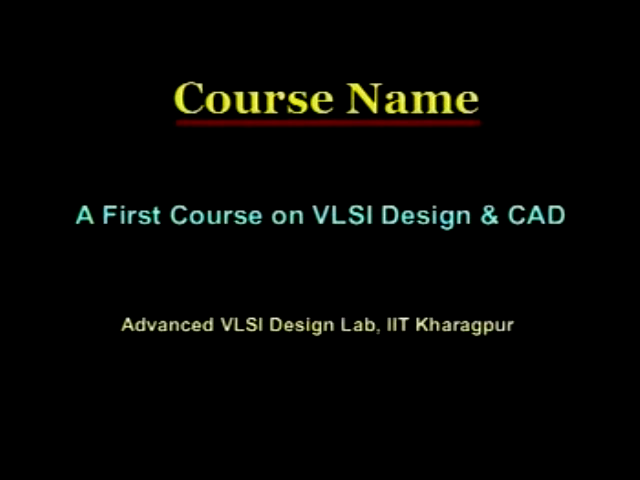 Course Name
A First Course on VLSI Design & CAD
Advanced VLSI Design Lab, IIT Kharagpur